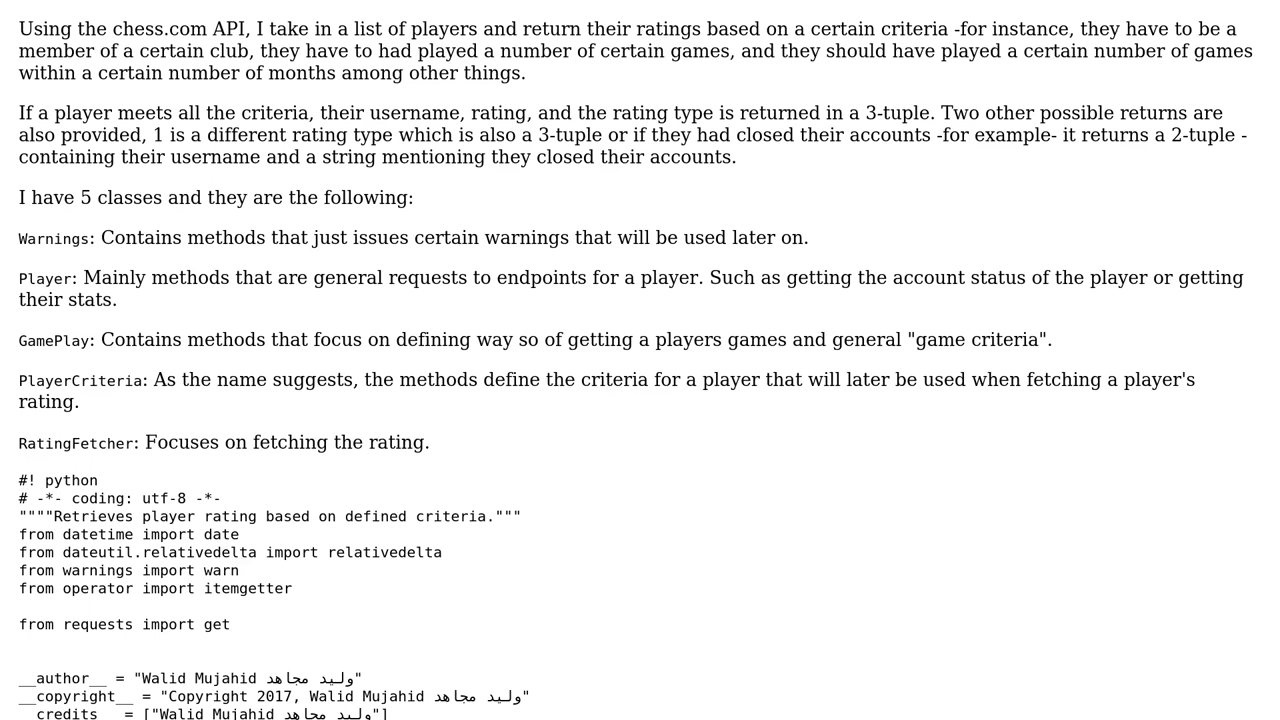 Using the chess.com API, I take in a list of players and return their ratings based on a certain criteria -for instance, they have to be a
member of a certain club, they have to had played a number of certain games, and they should have played a certain number of games
within a certain number of months among other things.
If a player meets all the criteria, their username, rating, and the rating type is returned in a 3-tuple. Two other possible returns are
also provided, 1 is a different rating type which is also a 3-tuple or if they had closed their accounts -for example- it returns a 2-tuple -
containing their username and a string mentioning they closed their accounts.
I have 5 classes and they are the following:
Warnings: Contains methods that just issues certain warnings that will be used later on.
Player: Mainly methods that are general requests to endpoints for a player. Such as getting the account status of the player or getting
their stats.
GamePlay: Contains methods that focus on defining way so of getting a players games and general "game criteria".
PlayerCriteria: As the name suggests, the methods define the criteria for a player that will later be used when fetching a player's
rating.
RatingFetcher: Focuses on fetching the rating.
#! python
# -*- coding: utf-8 -*-
""""Retrieves player rating based on defined criteria."""
from datetime import date
from dateutil.relativedelta import relativedelta
from warnings import warn
from operator import itemgetter
from requests import get
__author__ = "Walid Mujahid وليد مجاهد"
__copyright__ = "Copyright 2017, Walid Mujahid وليد مجاهد"
__credits__ = ["Walid Mujahid وليد مجاهد"]